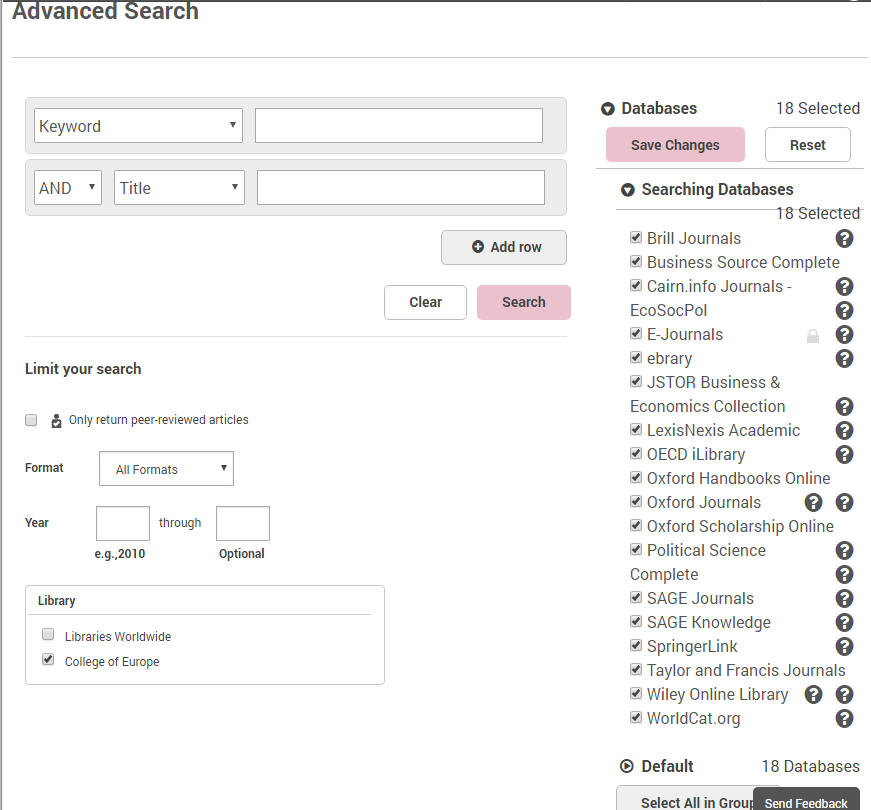 Advanced Search
Keyword
AND Title
Add row
Clear Search
Limit your search
Only return peer-reviewed articles
Format All Formats
Year through
e.g.,2010 Optional
Library
Libraries Worldwide
College of Europe
Databases 18 Selected
Save Changes Reset
Searching Databases
18 Selected
Brill Journals
Business Source Complete
Cairn.info Journals -
EcoSocPol
E-Journals
ebrary
JSTOR Business &
Economics Collection
LexisNexis Academic
OECD iLibrary
Oxford Handbooks Online
Oxford Journals
Oxford Scholarship Online
Political Science
Complete
SAGE Journals
SAGE Knowledge
SpringerLink
Taylor and Francis Journals
Wiley Online Library
WorldCat.org
Default 18 Databases
Select All in Group
Send Feedback